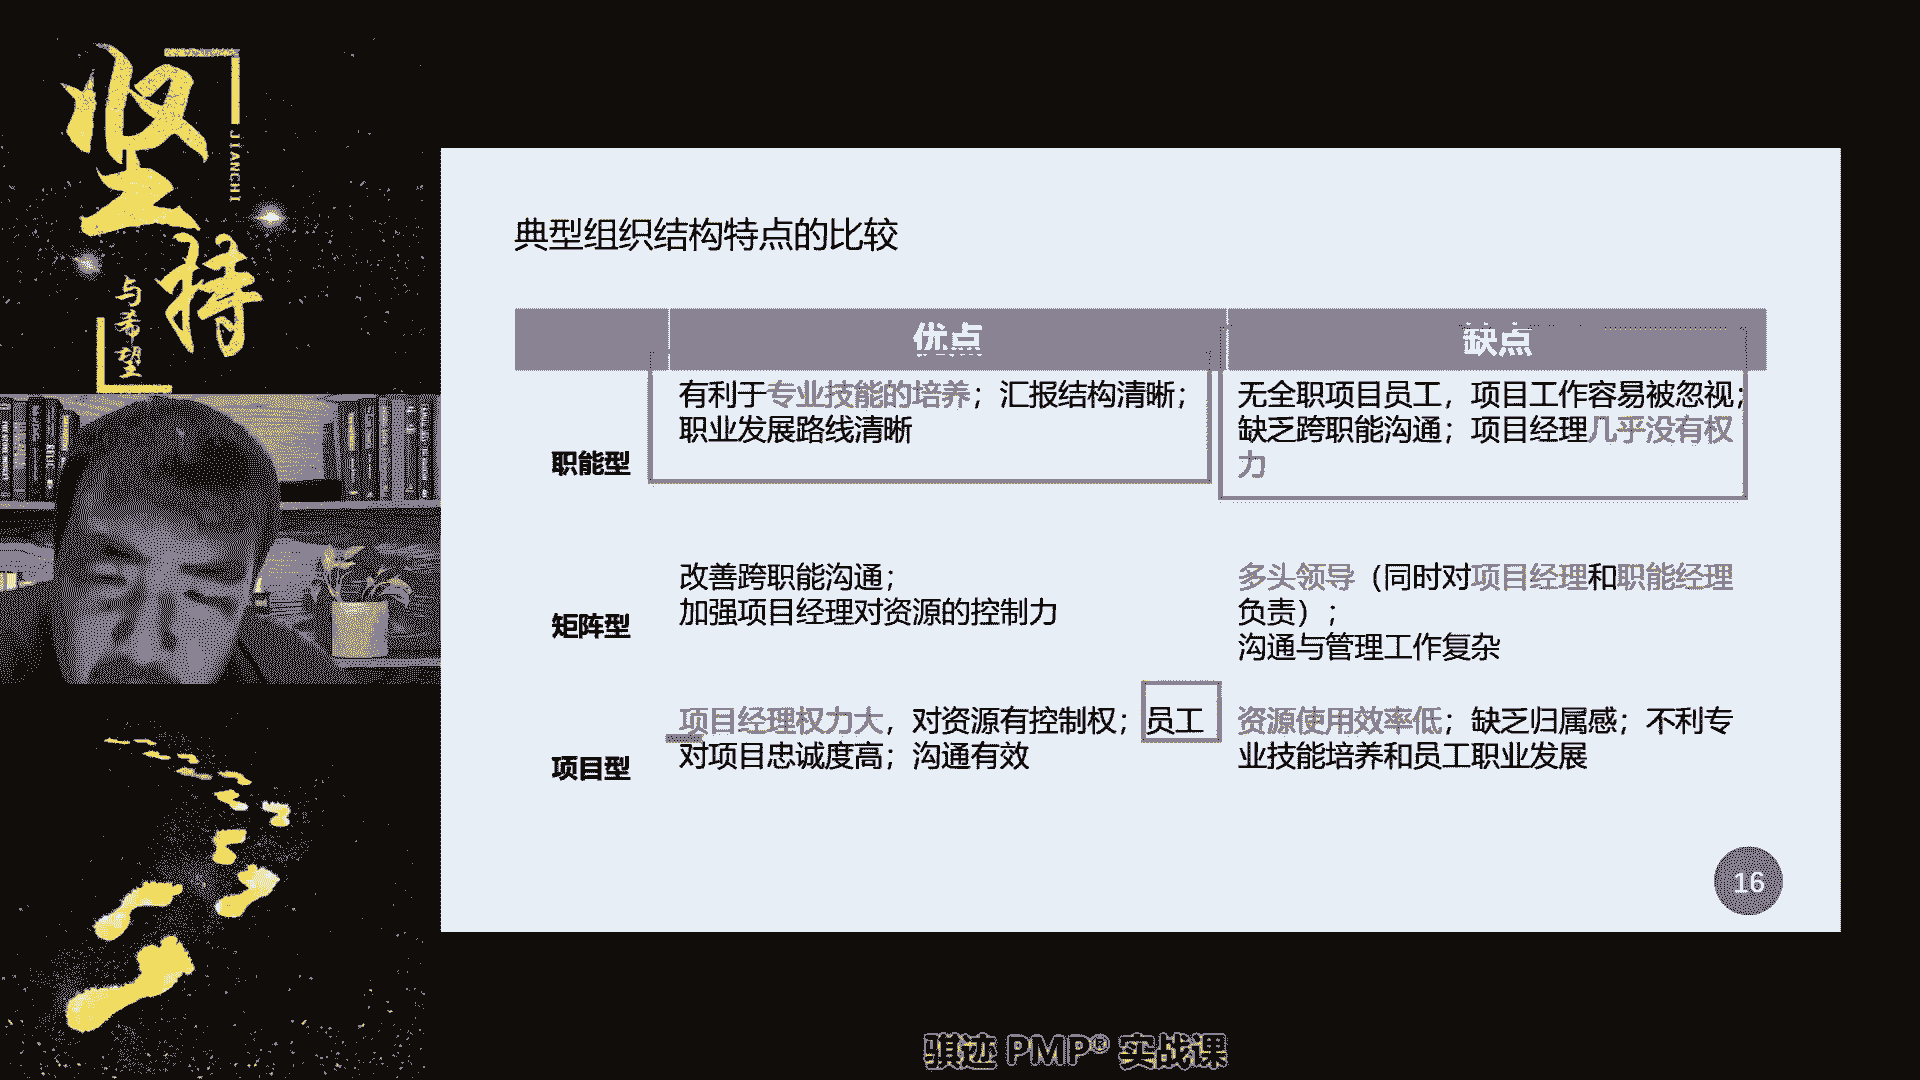 坚持
JIANCHI
与希望
典型组织结构特点的比较
优点 缺点
职能型
有利于专业技能的培养；汇报结构清晰；
职业发展路线清晰
无全职项目员工，项目工作容易被忽视；
缺乏跨职能沟通；项目经理几乎没有权
力
矩阵型
改善跨职能沟通；
加强项目经理对资源的控制力
多头领导（同时对项目经理和职能经理
负责）；
沟通与管理工作复杂
项目型
项目经理权力大，对资源有控制权；员工
对项目忠诚度高；沟通有效
资源使用效率低；缺乏归属感；不利专
业技能培养和员工职业发展
16
骐迹 PMP® 实战课